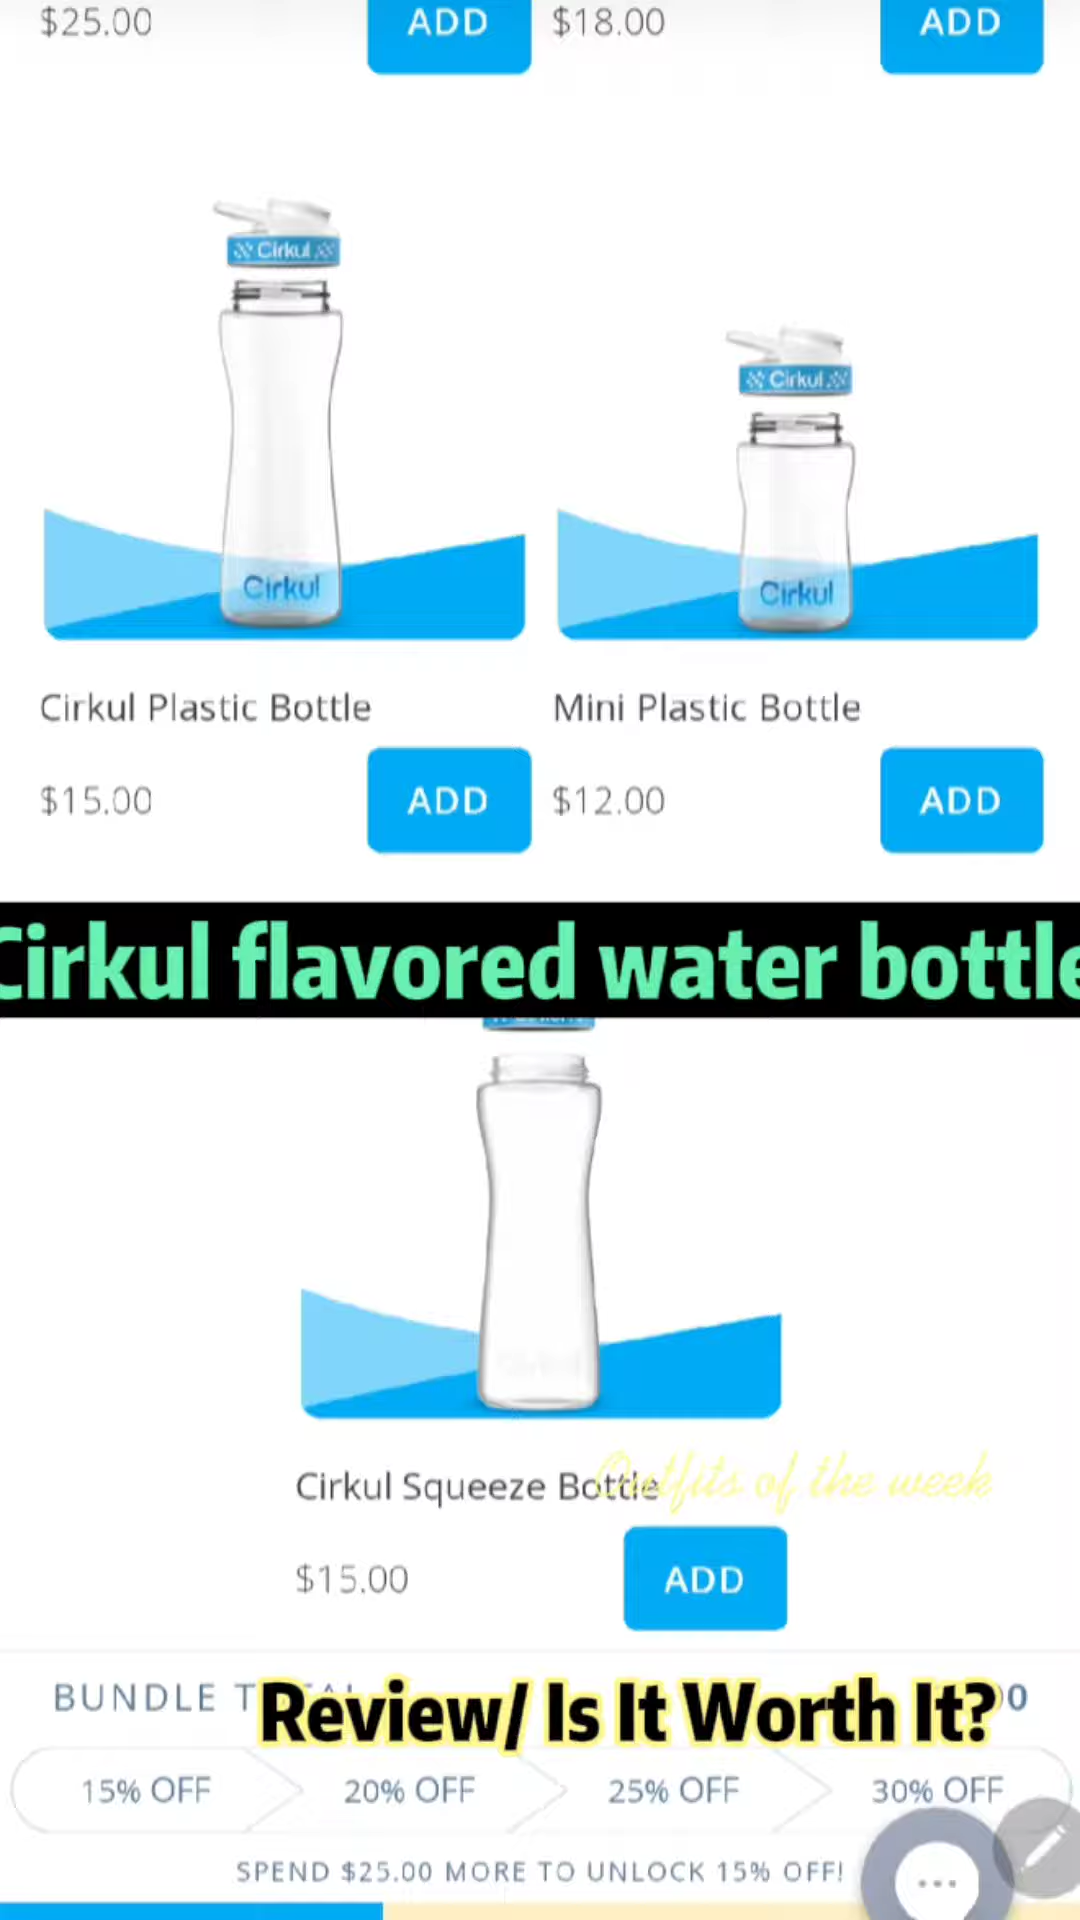 $25.00 ADD $18.00 ADD
Cirkul Cirkul
Cirkul Cirkul
Cirkul Plastic Bottle Mini Plastic Bottle
$15.00 ADD $12.00 ADD
Cirkul flavored water bottle
Cirkul Squeeze Bottle
Outfits of the week
$15.00 ADD
BUNDLE
Review/ Is It Worth It?
15% OFF 20% OFF 25% OFF 30% OFF
SPEND $25.00 MORE TO UNLOCK 15% OFF!